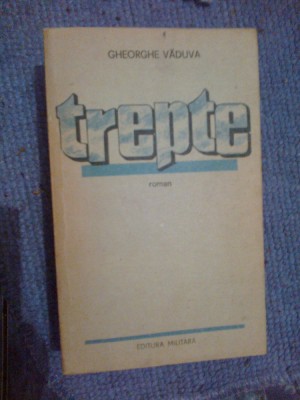 GHEORGHE VĂDUVA
trepte
roman
EDITURA MILITARĂ